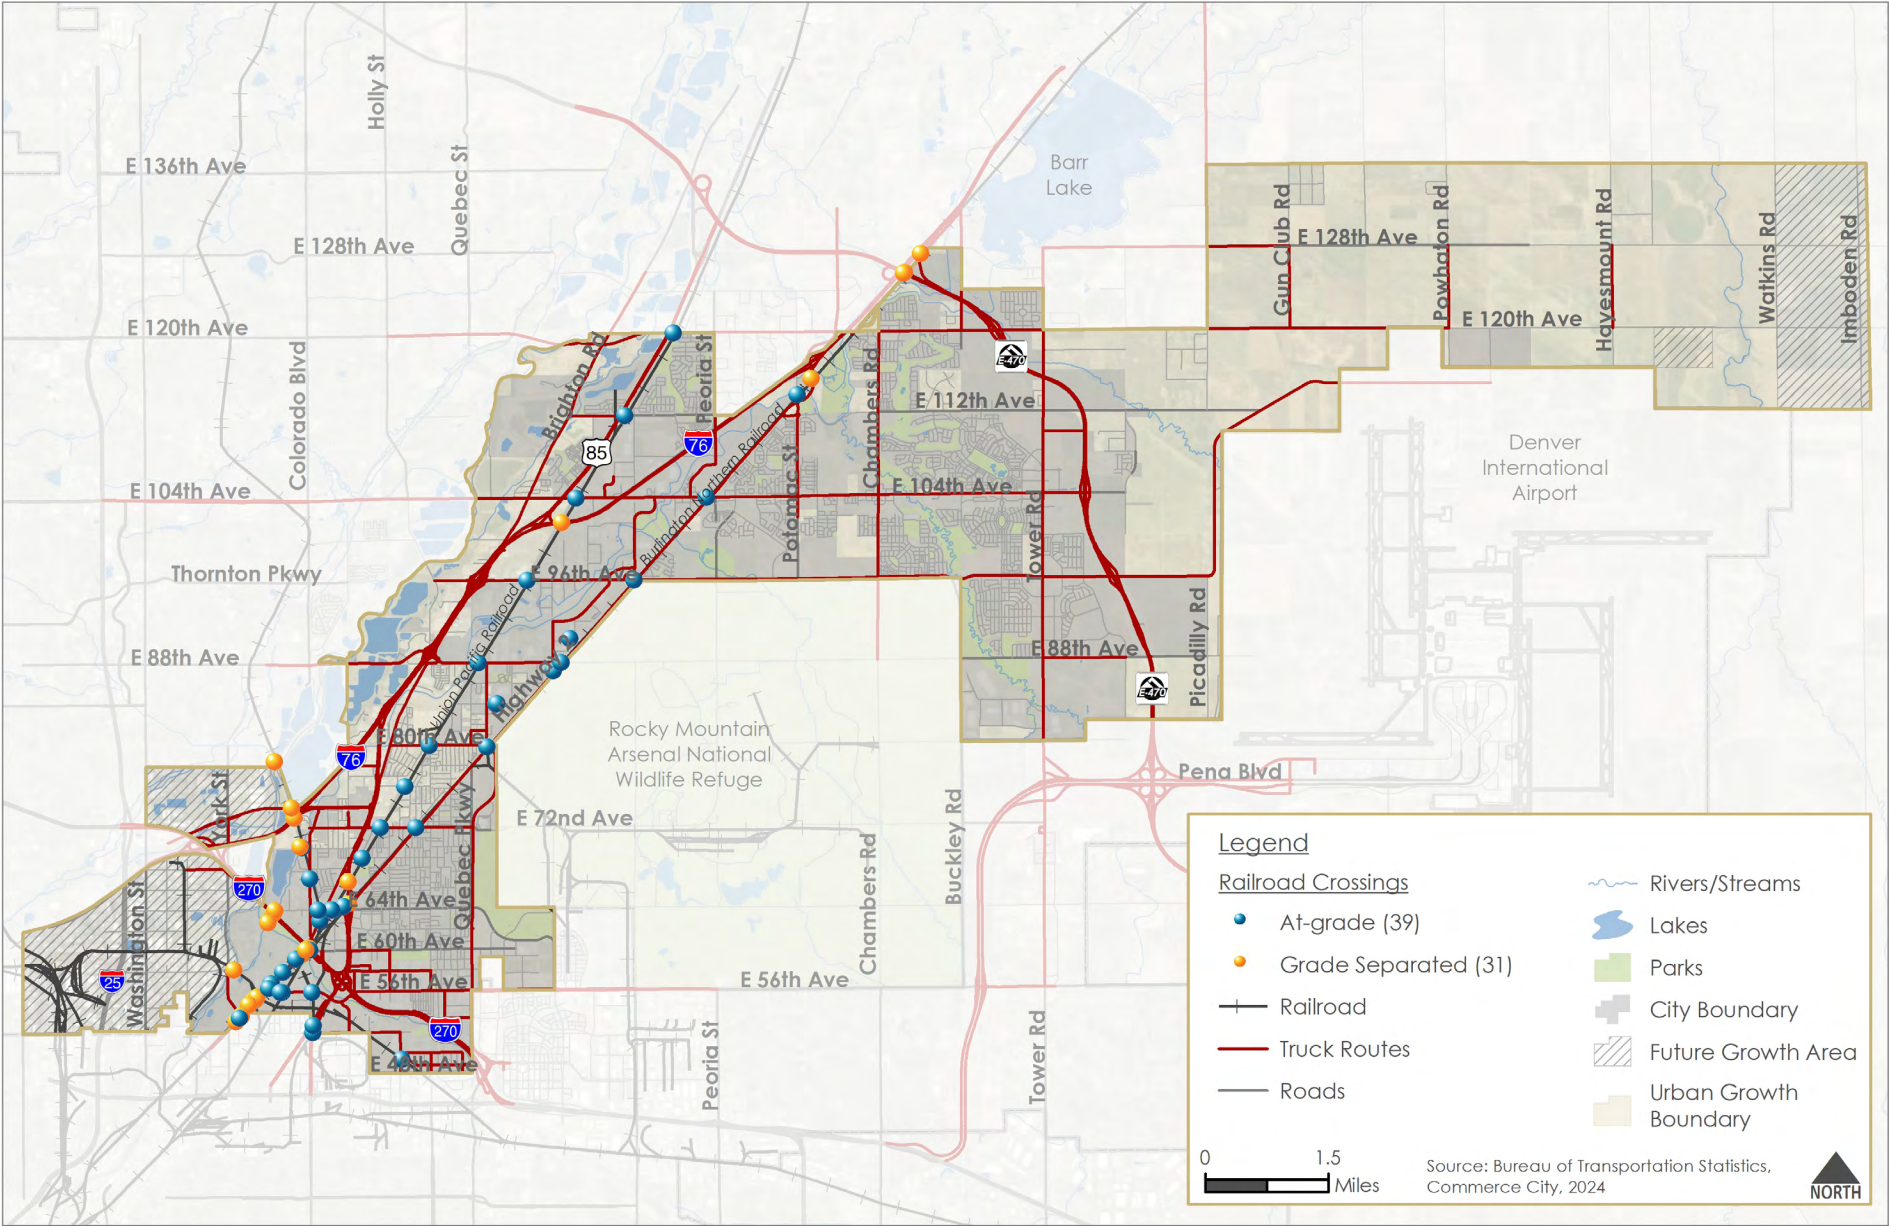 Holly St
Quebec St
E 136th Ave
E 128th Ave
E 120th Ave
Colorado Blvd
Brighton Rd
Peoria St
Barr
Lake
Gun Club Rd
E 128th Ave
Powhaton Rd
Hayesmount Rd
Watkins Rd
Imboden Rd
E 120th Ave
E-470
Chambers Rd
E 112th Ave
85
76
Burlington Northern Railroad
Potomac St
E 104th Ave
E 104th Ave
Tower Rd
Denver
International
Airport
Thornton Pkwy
E 96th Ave
Union Pacific Railroad
E 88th Ave
Highway 2
E 88th Ave
Picadilly Rd
E-470
Rocky Mountain
Arsenal National
Wildlife Refuge
E 80th Ave
76
Pena Blvd
York St
E 72nd Ave
Quebec Pkwy
Chambers Rd
Buckley Rd
270
E 64th Ave
Washington St
E 60th Ave
25
E 56th Ave
E 56th Ave
270
E 48th Ave
Peoria St
Tower Rd
Legend
Railroad Crossings
At-grade (39)
Grade Separated (31)
Railroad
Truck Routes
Roads
Rivers/Streams
Lakes
Parks
City Boundary
Future Growth Area
Urban Growth
Boundary
0 1.5
Miles
Source: Bureau of Transportation Statistics,
Commerce City, 2024
NORTH